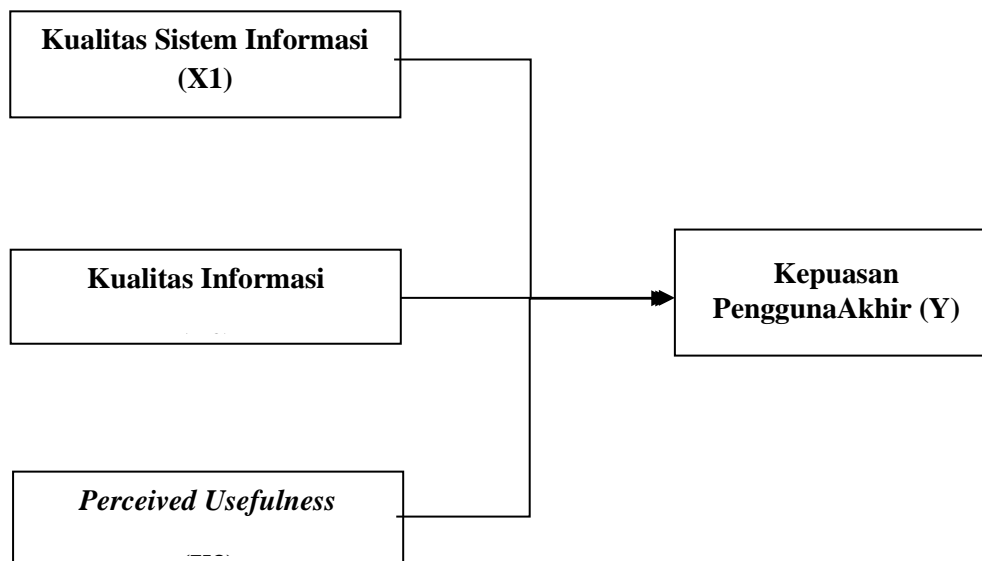 Kualitas Sistem Informasi
(X1)
Kualitas Informasi
Kepuasan
PenggunaAkhir (Y)
Perceived Usefulness